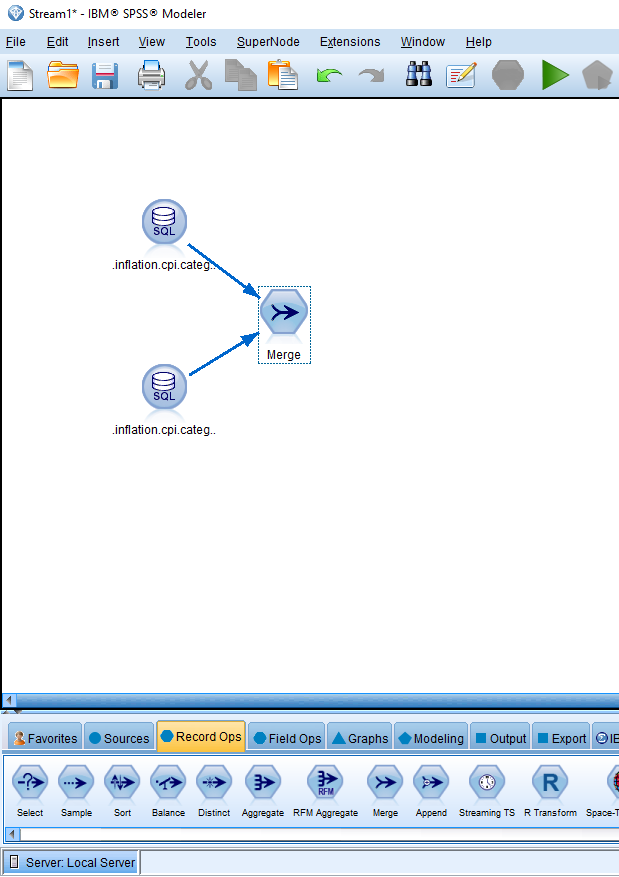 Stream1* - IBM® SPSS® Modeler
File Edit Insert View Tools SuperNode Extensions Window Help
SQL
.inflation.cpi.categ..
Merge
SQL
.inflation.cpi.categ..
Favorites Sources Record Ops Field Ops Graphs Modeling Output Export
RFM R
Select Sample Sort Balance Distinct Aggregate RFM Aggregate Merge Append Streaming TS R Transform Space-T
Server: Local Server